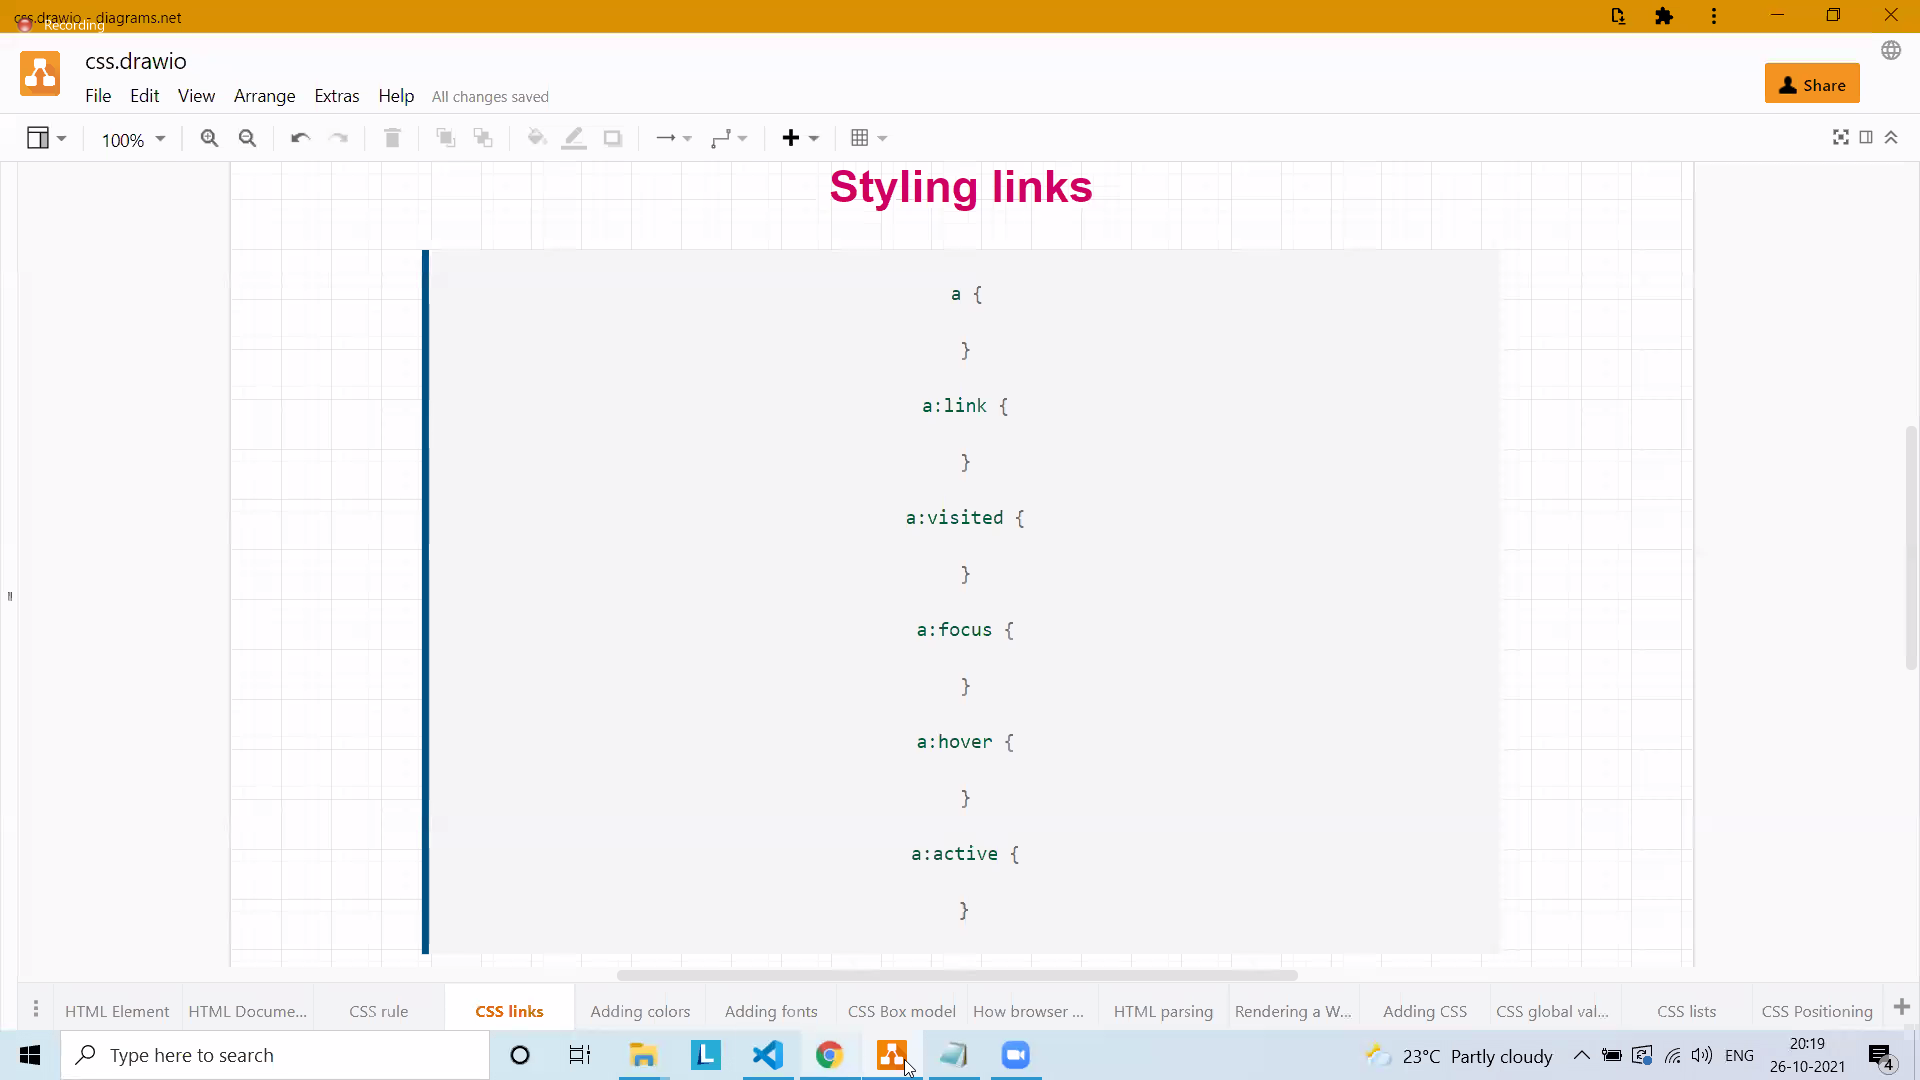 css.drawio - diagrams.net
Recording
css.drawio
File Edit View Arrange Extras Help All changes saved
Share
100%
Styling links
a {
}
a:link {
}
a:visited {
}
a:focus {
}
a:hover {
}
a:active {
}
HTML Element HTML Docume... CSS rule CSS links Adding colors Adding fonts CSS Box model How browser ... HTML parsing Rendering a W... Adding CSS CSS global val... CSS lists CSS Positioning
Type here to search
L
23°C Partly cloudy
ENG
20:19
26-10-2021
4